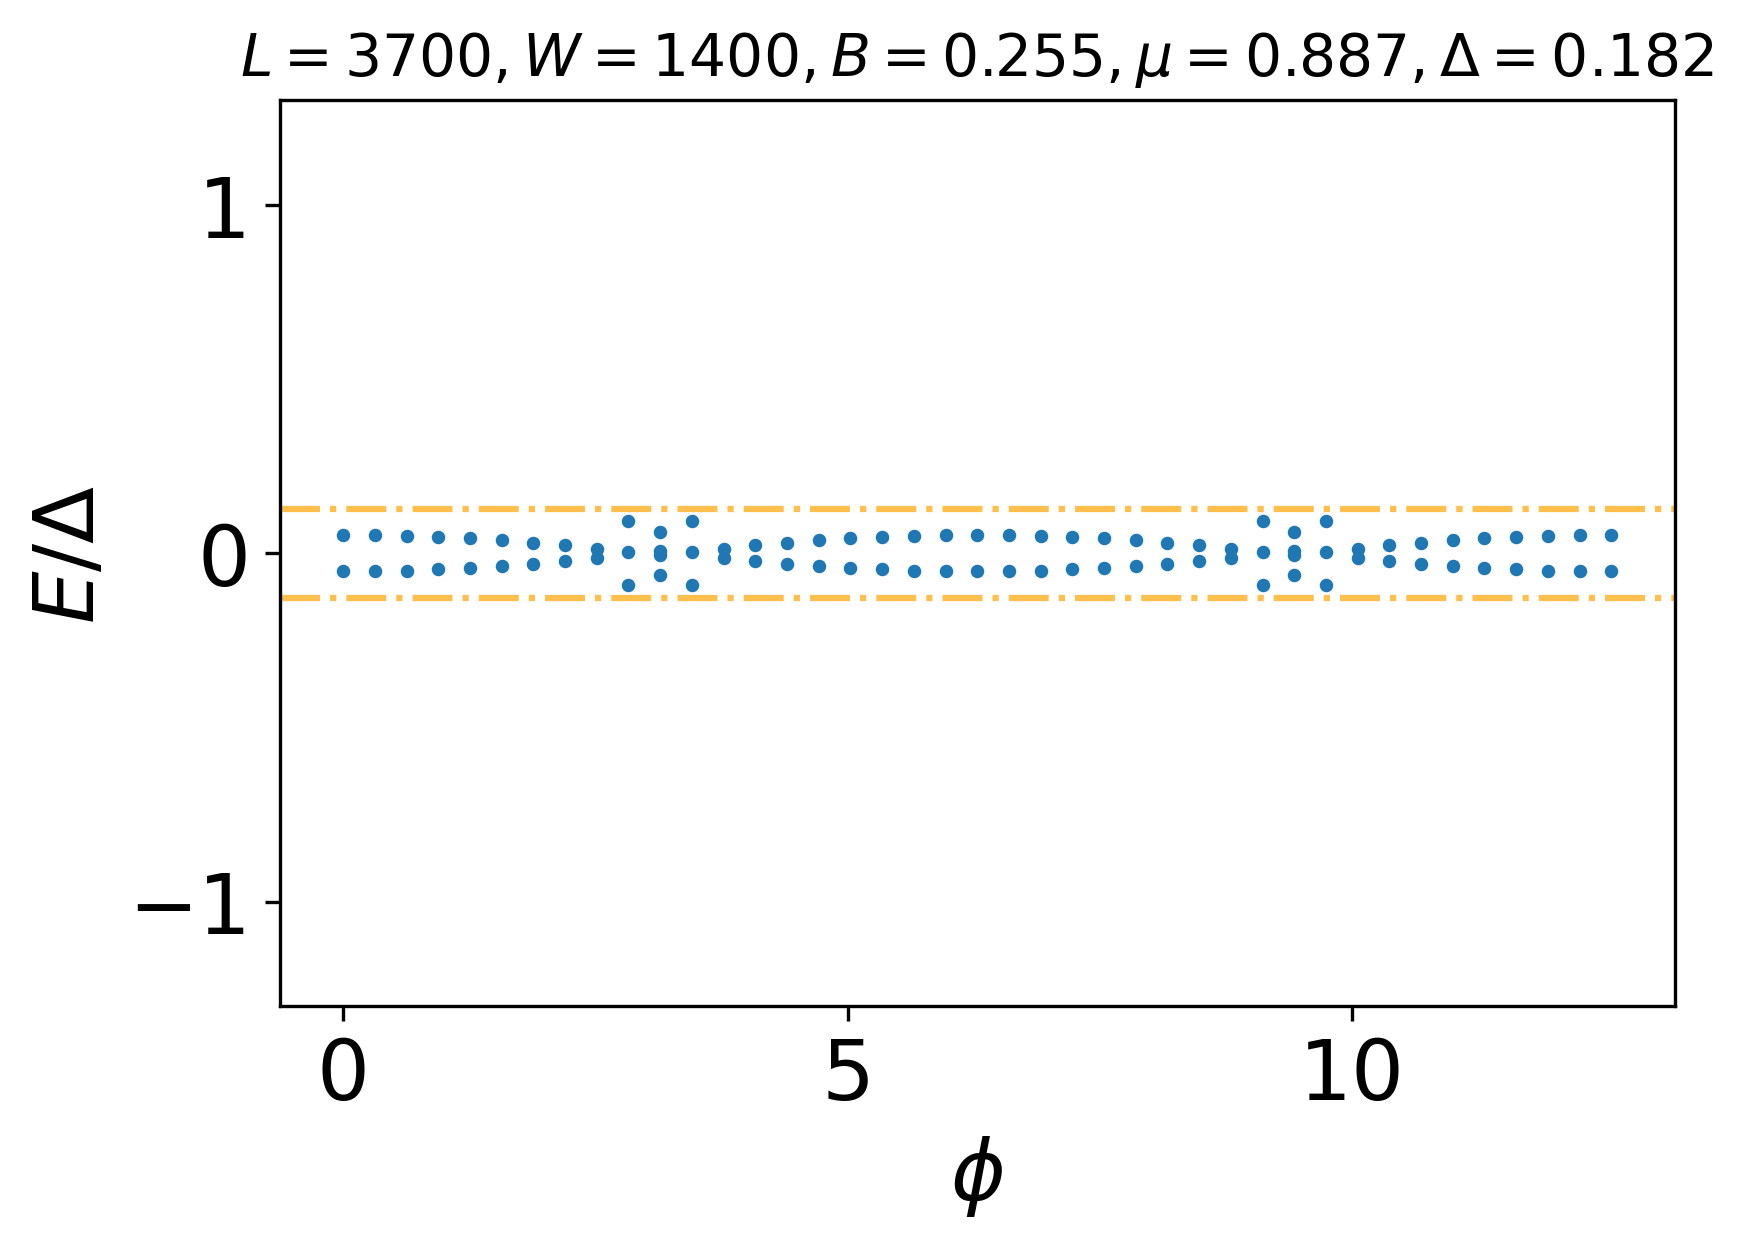 L = 3700, W = 1400, B = 0.255, μ = 0.887, Δ = 0.182
1
0
−1
E/Δ
0 5 10
ϕ